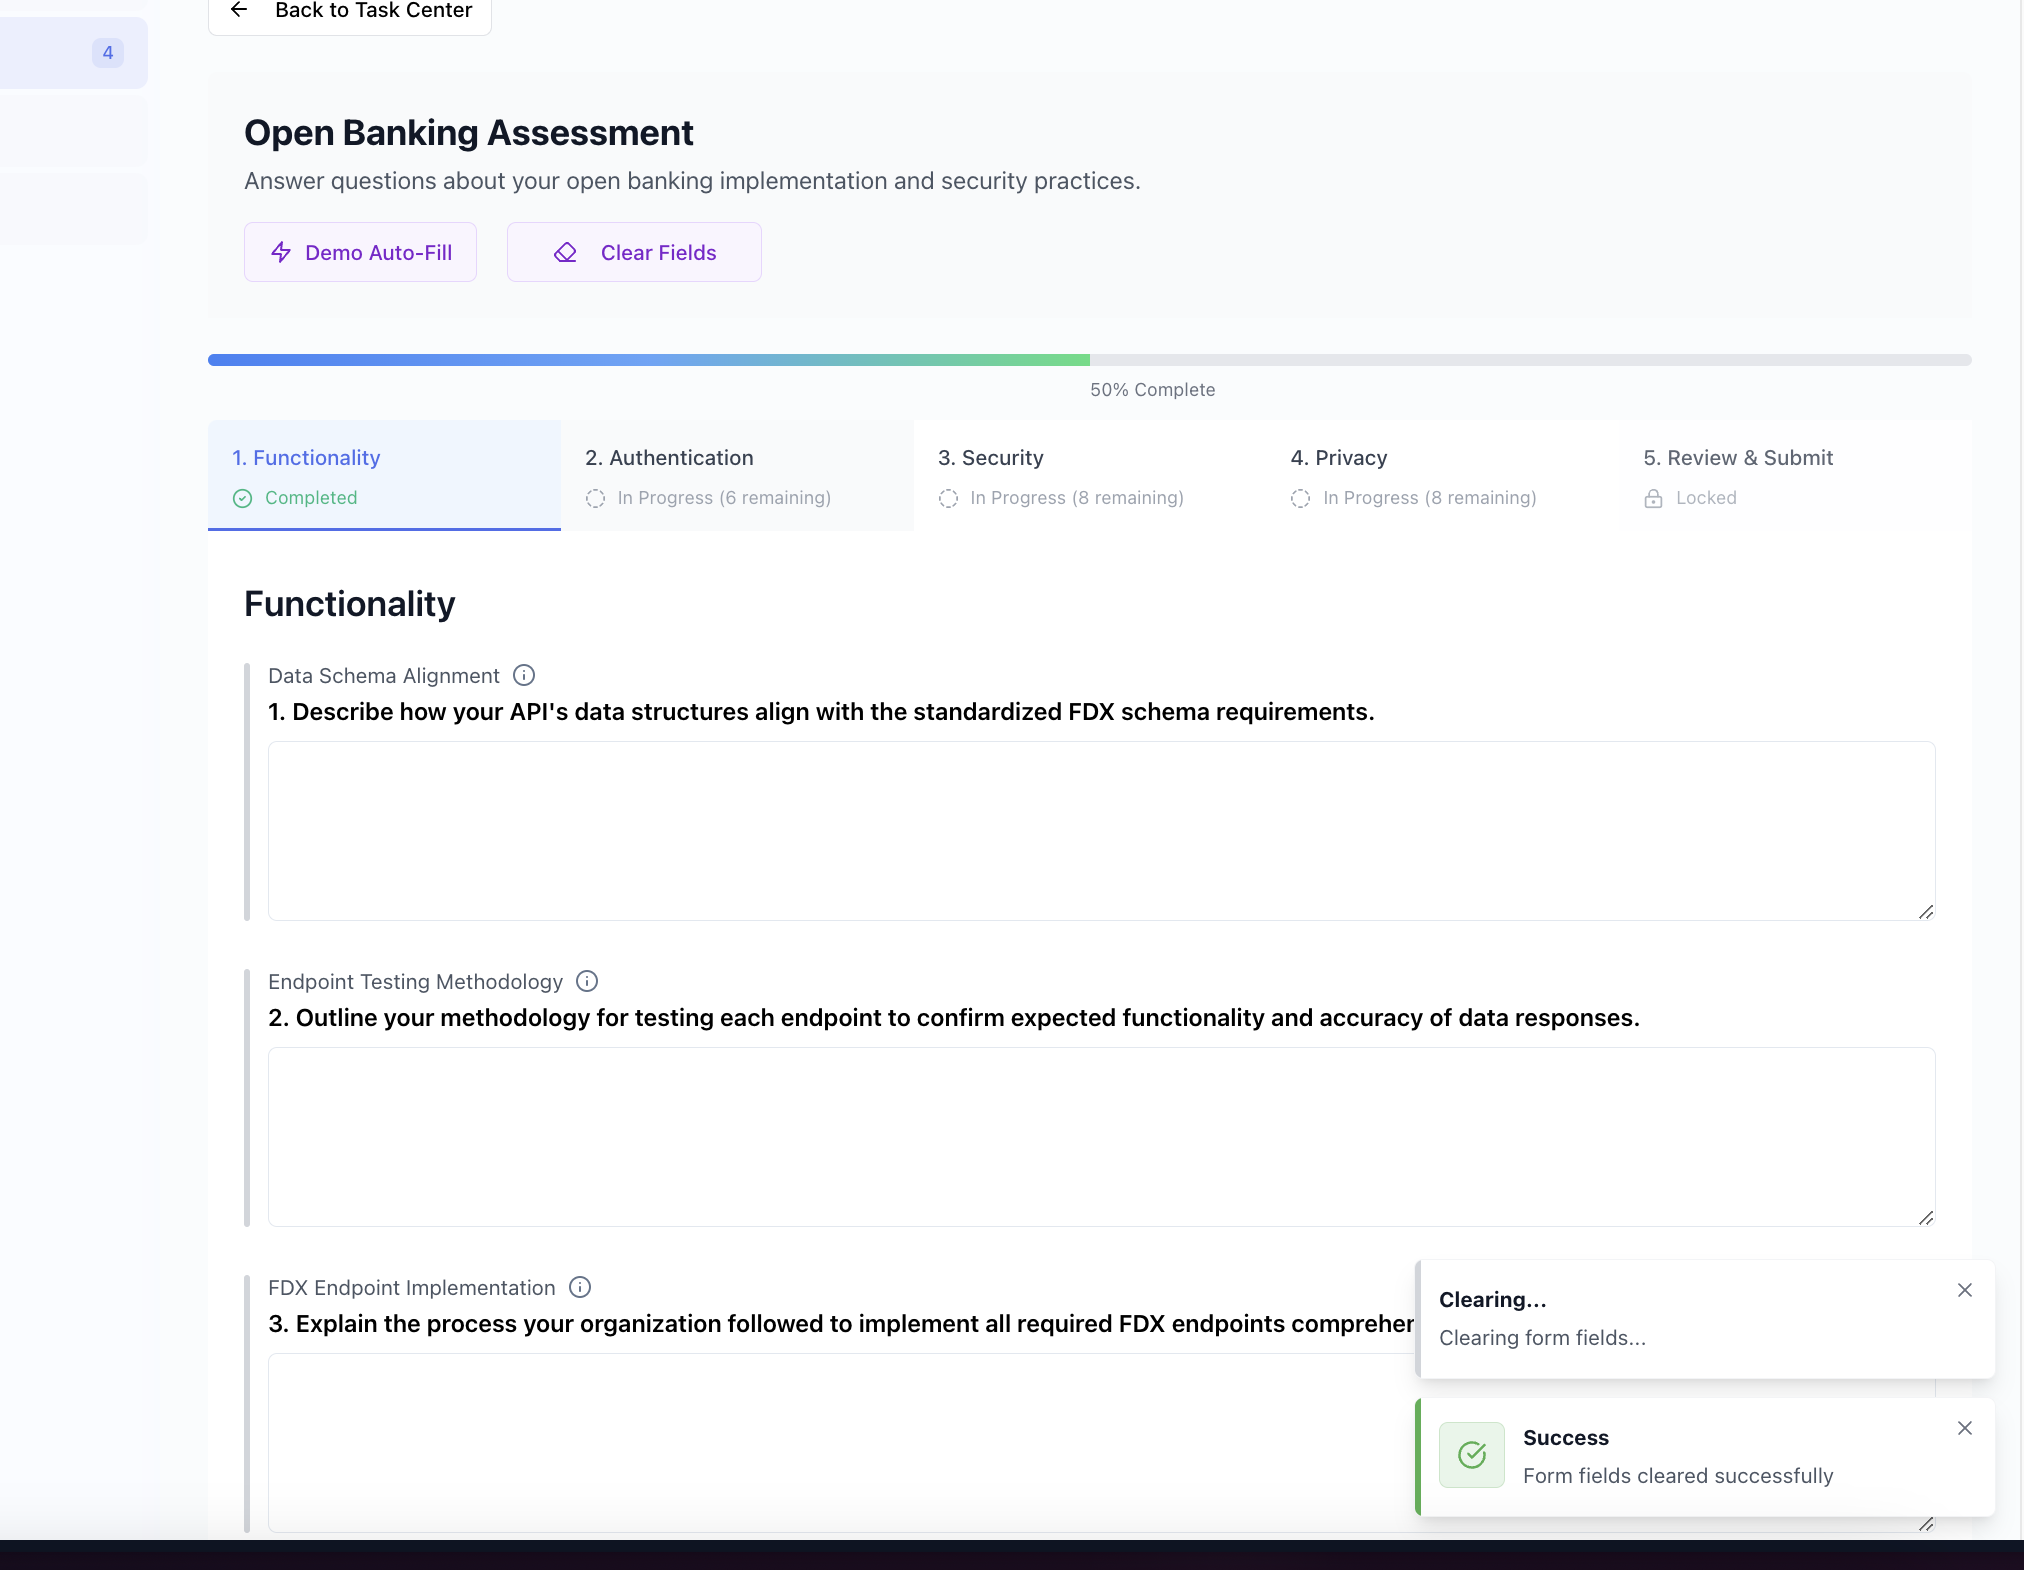 Back to Task Center
4
Open Banking Assessment
Answer questions about your open banking implementation and security practices.
Demo Auto-Fill
Clear Fields
50% Complete
1. Functionality
Completed
2. Authentication
In Progress (6 remaining)
3. Security
In Progress (8 remaining)
4. Privacy
In Progress (8 remaining)
5. Review & Submit
Locked
Functionality
Data Schema Alignment
1. Describe how your API's data structures align with the standardized FDX schema requirements.
Endpoint Testing Methodology
2. Outline your methodology for testing each endpoint to confirm expected functionality and accuracy of data responses.
FDX Endpoint Implementation
3. Explain the process your organization followed to implement all required FDX endpoints
Clearing...
Clearing form fields...
Success
Form fields cleared successfully